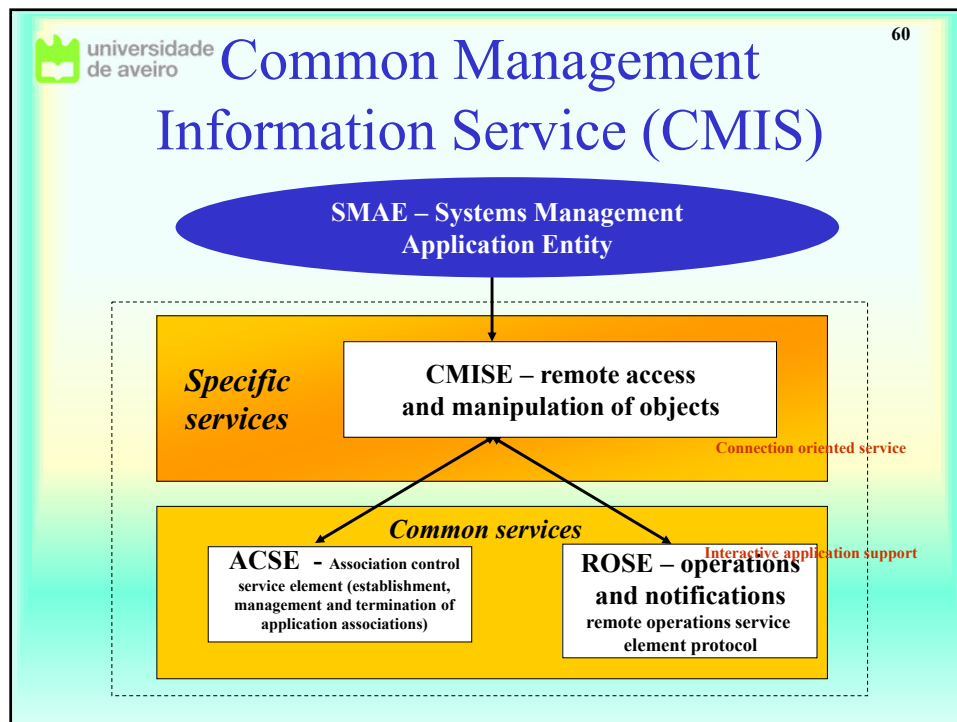 60
universidade
de aveiro
Common Management
Information Service (CMIS)
SMAE – Systems Management
Application Entity
Specific
services
CMISE – remote access
and manipulation of objects
Connection oriented service
Common services
ACSE - Association control
service element (establishment,
management and termination of
application associations)
Interactive application support
ROSE – operations
and notifications
remote operations service
element protocol